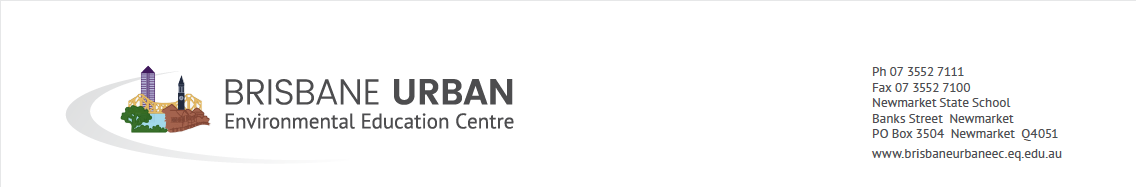 BRISBANE URBAN
Environmental Education Centre
Ph 07 3552 7111
Fax 07 3552 7100
Newmarket State School
Banks Street  Newmarket
PO Box 3504  Newmarket  Q4051
www.brisbaneurbaneec.eq.edu.au